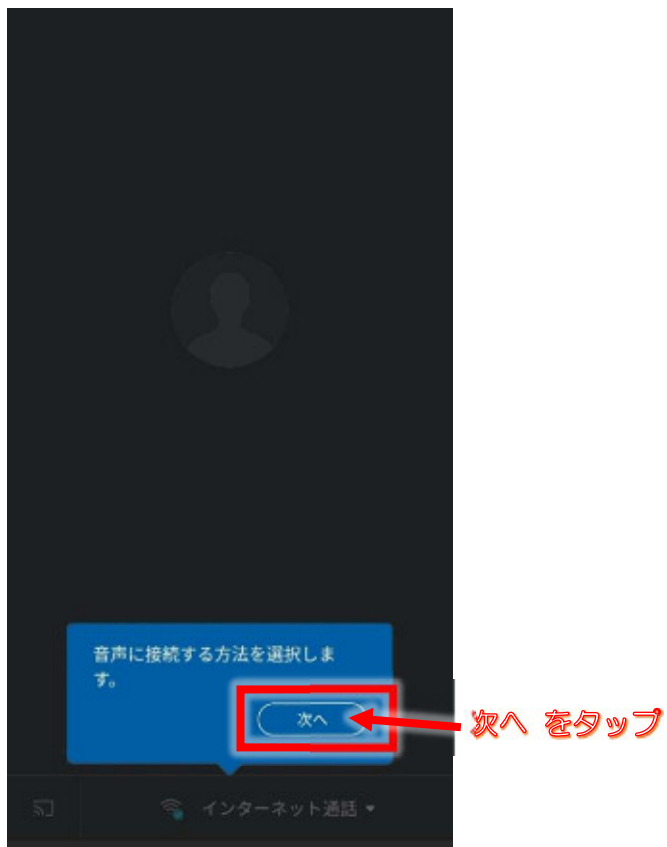 音声に接続する方法を選択しま
す。
次へ
次へ をタップ
インターネット通話